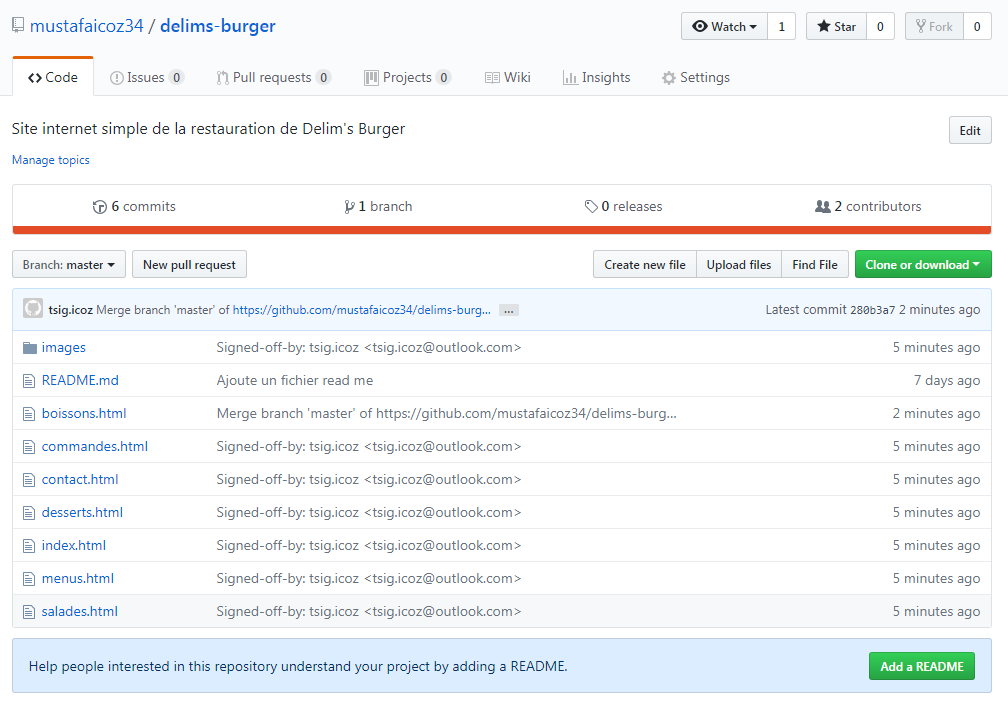 mustafaicoz34 / delims-burger Watch 1 Star 0 Fork 0
Code Issues 0 Pull requests 0 Projects 0 Wiki Insights Settings
Site internet simple de la restauration de Delim's Burger Edit
Manage topics
6 commits 1 branch 0 releases 2 contributors
Branch: master New pull request Create new file Upload files Find File Clone or download
tsig.icoz Merge branch 'master' of https://github.com/mustafaicoz34/delims-burg... ... Latest commit 280b3a7 2 minutes ago
images Signed-off-by: tsig.icoz <tsig.icoz@outlook.com> 5 minutes ago
README.md Ajoute un fichier read me 7 days ago
boissons.html Merge branch 'master' of https://github.com/mustafaicoz34/delims-burg... 2 minutes ago
commandes.html Signed-off-by: tsig.icoz <tsig.icoz@outlook.com> 5 minutes ago
contact.html Signed-off-by: tsig.icoz <tsig.icoz@outlook.com> 5 minutes ago
desserts.html Signed-off-by: tsig.icoz <tsig.icoz@outlook.com> 5 minutes ago
index.html Signed-off-by: tsig.icoz <tsig.icoz@outlook.com> 5 minutes ago
menus.html Signed-off-by: tsig.icoz <tsig.icoz@outlook.com> 5 minutes ago
salades.html Signed-off-by: tsig.icoz <tsig.icoz@outlook.com> 5 minutes ago
Help people interested in this repository understand your project by adding a README. Add a README